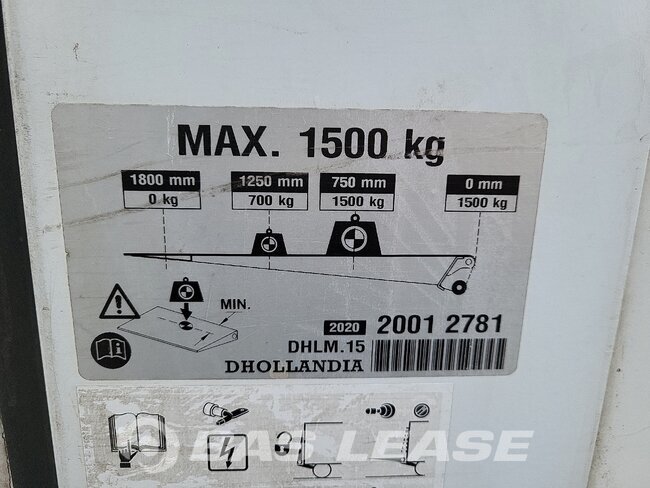 MAX. 1500 kg
1800 mm 1250 mm 750 mm 0 mm
0 kg 700 kg 1500 kg 1500 kg
MIN.
2020 2001 2781
DHLM.15
DHOLLANDIA
EAS LEASE